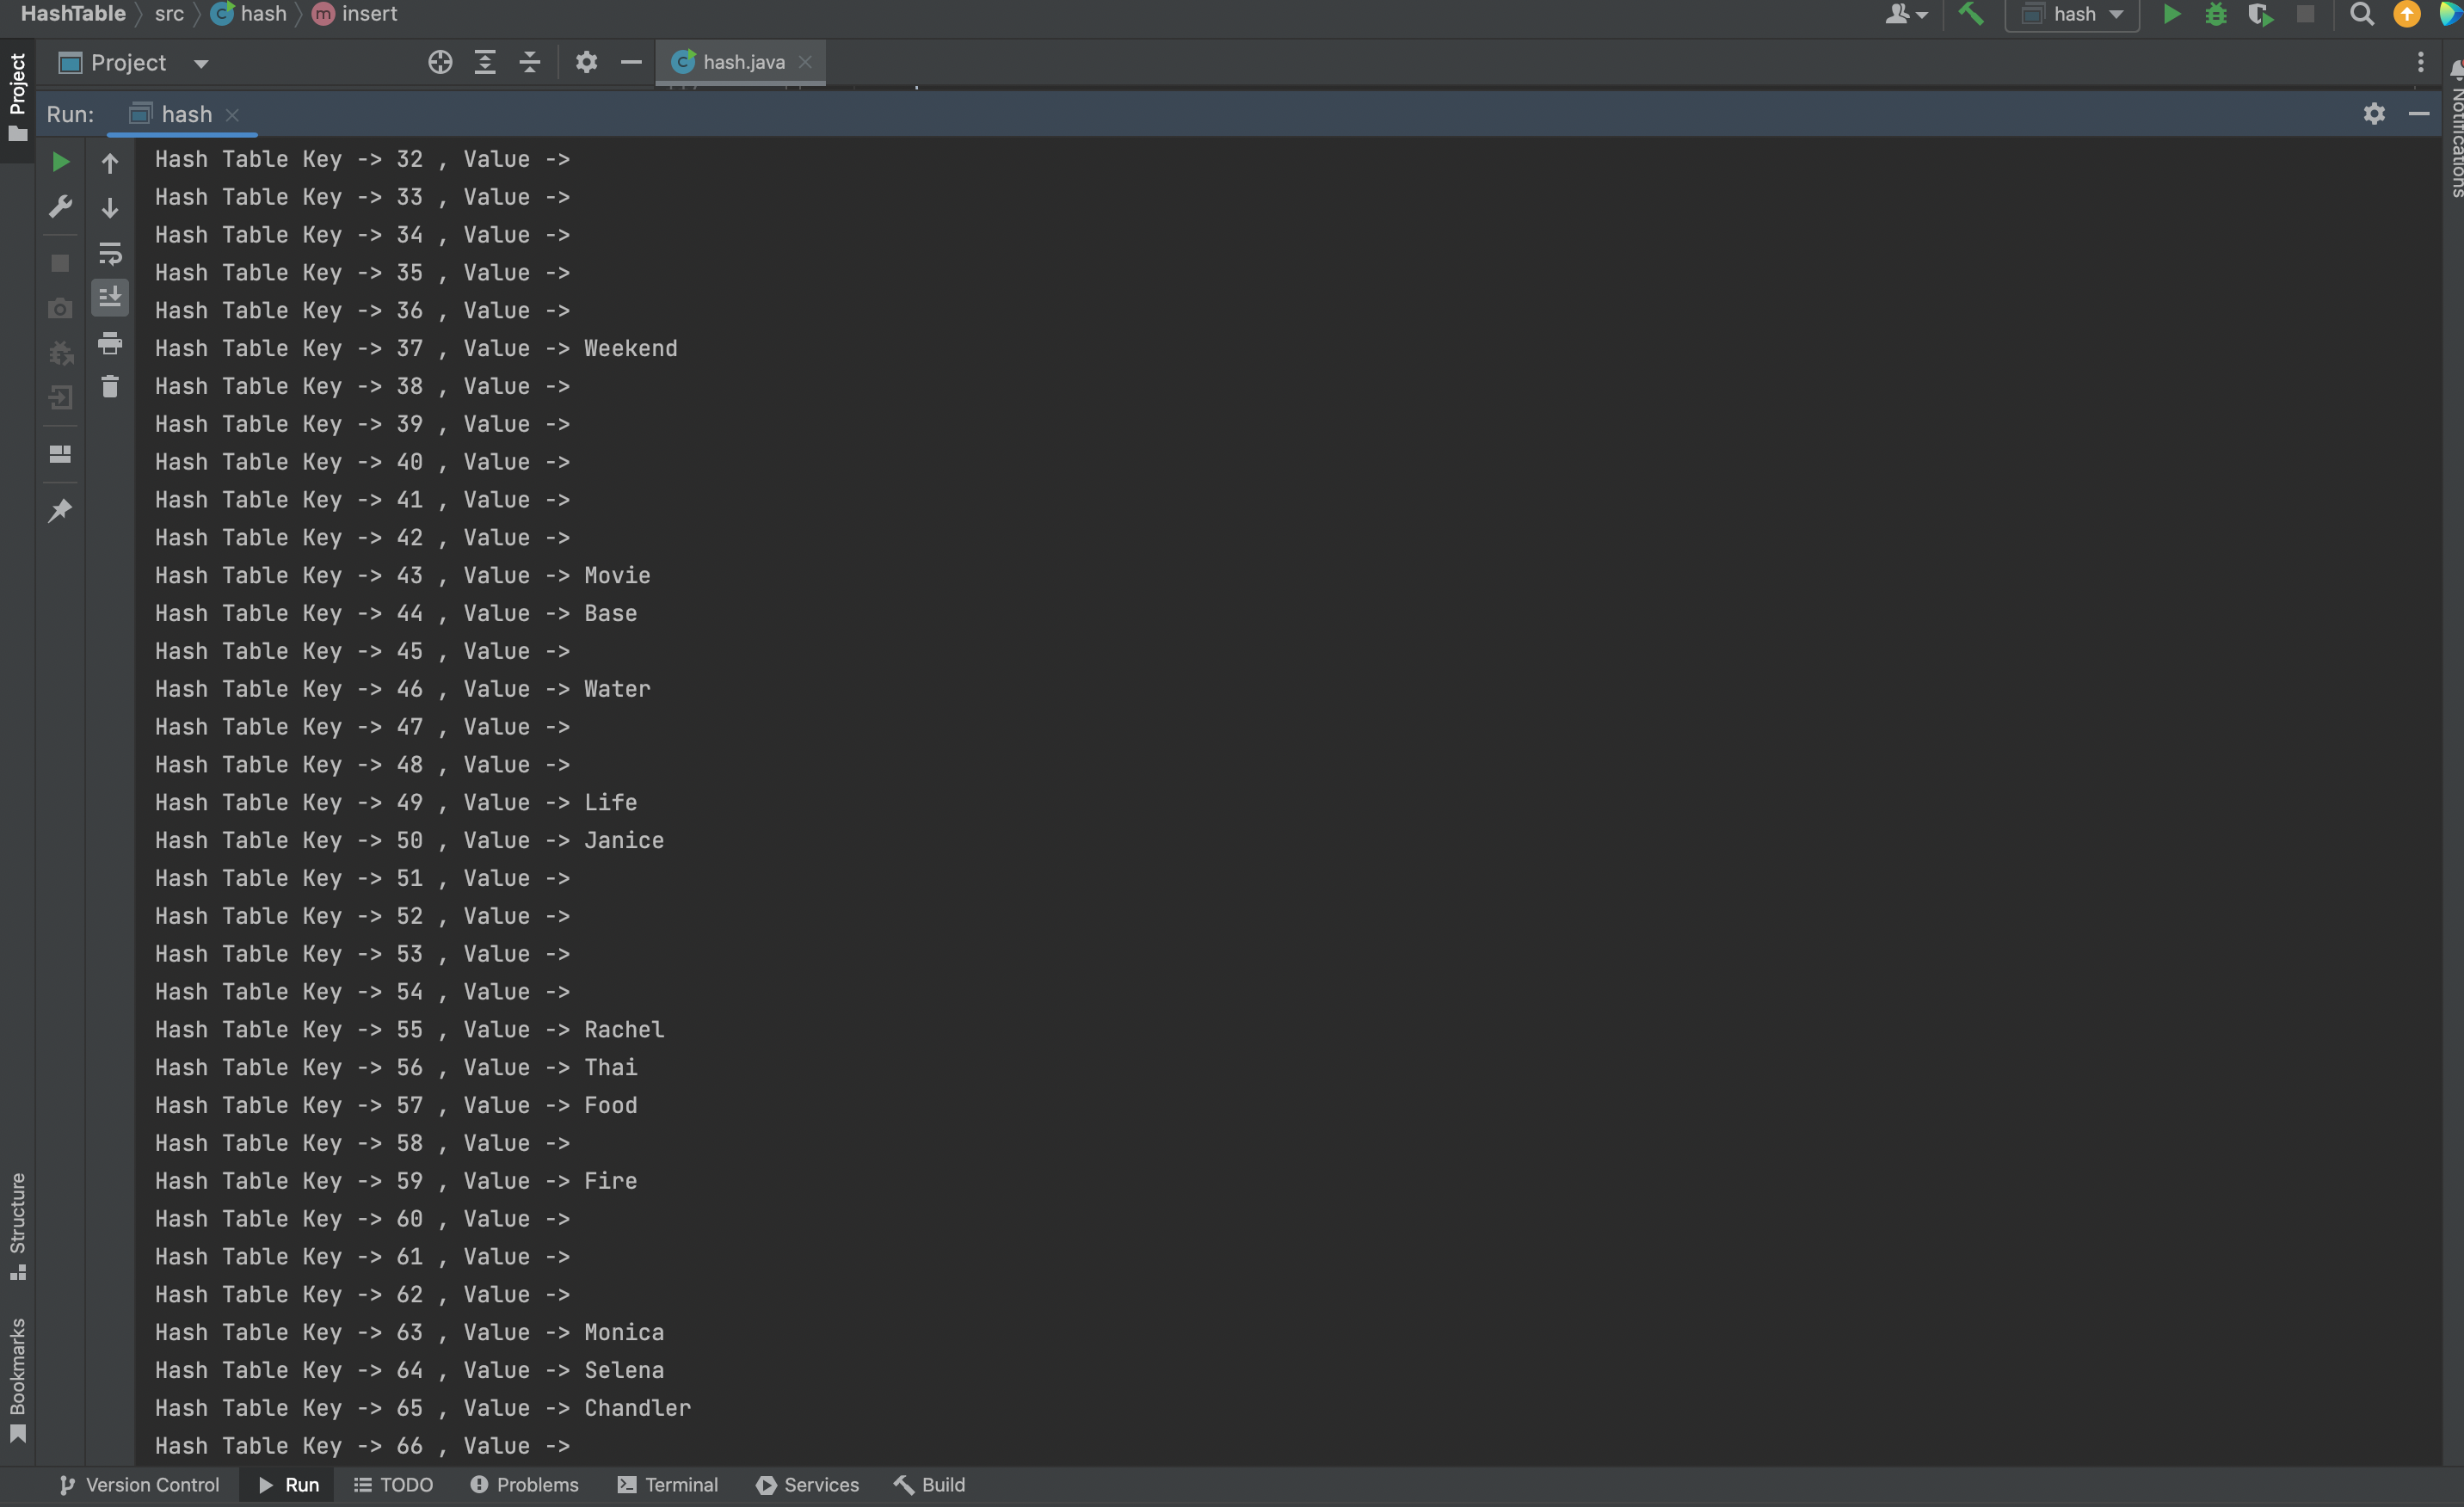 HashTable src hash insert
hash
Project
hash.java
Run: hash
Hash Table Key -> 32 , Value ->
Hash Table Key -> 33 , Value ->
Hash Table Key -> 34 , Value ->
Hash Table Key -> 35 , Value ->
Hash Table Key -> 36 , Value ->
Hash Table Key -> 37 , Value -> Weekend
Hash Table Key -> 38 , Value ->
Hash Table Key -> 39 , Value ->
Hash Table Key -> 40 , Value ->
Hash Table Key -> 41 , Value ->
Hash Table Key -> 42 , Value ->
Hash Table Key -> 43 , Value -> Movie
Hash Table Key -> 44 , Value -> Base
Hash Table Key -> 45 , Value ->
Hash Table Key -> 46 , Value -> Water
Hash Table Key -> 47 , Value ->
Hash Table Key -> 48 , Value ->
Hash Table Key -> 49 , Value -> Life
Hash Table Key -> 50 , Value -> Janice
Hash Table Key -> 51 , Value ->
Hash Table Key -> 52 , Value ->
Hash Table Key -> 53 , Value ->
Hash Table Key -> 54 , Value ->
Hash Table Key -> 55 , Value -> Rachel
Hash Table Key -> 56 , Value -> Thai
Hash Table Key -> 57 , Value -> Food
Hash Table Key -> 58 , Value ->
Hash Table Key -> 59 , Value -> Fire
Hash Table Key -> 60 , Value ->
Hash Table Key -> 61 , Value ->
Hash Table Key -> 62 , Value ->
Hash Table Key -> 63 , Value -> Monica
Hash Table Key -> 64 , Value -> Selena
Hash Table Key -> 65 , Value -> Chandler
Hash Table Key -> 66 , Value ->
Project
Structure
Bookmarks
Notifications
Version Control Run TODO Problems Terminal Services Build